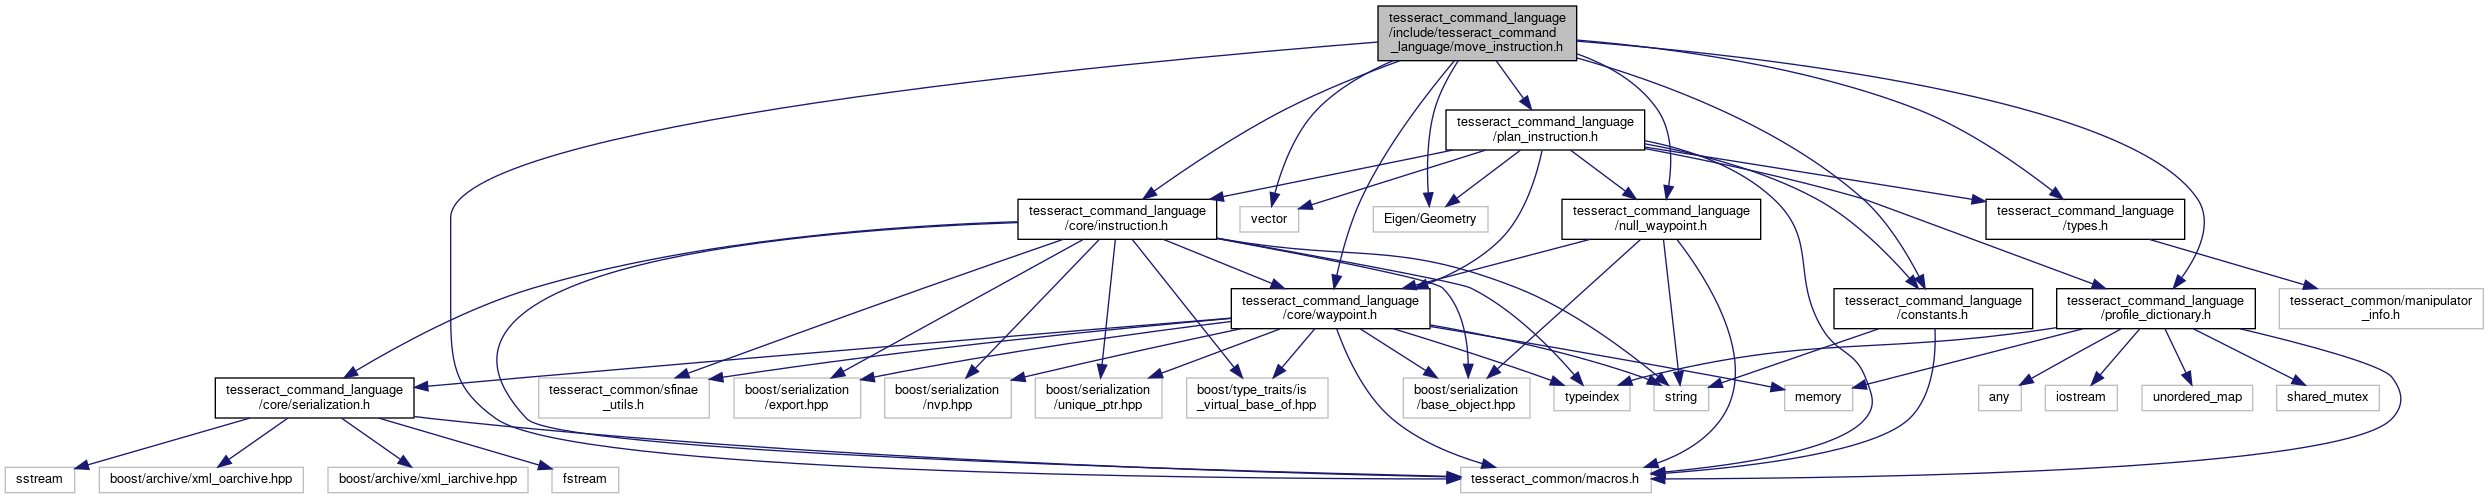 tesseract_command_language
/include/tesseract_command
_language/move_instruction.h
tesseract_command_language
/plan_instruction.h
tesseract_command_language
/core/instruction.h
vector
Eigen/Geometry
tesseract_command_language
/null_waypoint.h
tesseract_command_language
/types.h
tesseract_command_language
/core/waypoint.h
tesseract_command_language
/constants.h
tesseract_command_language
/profile_dictionary.h
tesseract_common/manipulator
_info.h
tesseract_command_language
/core/serialization.h
tesseract_common/sfinae
_utils.h
boost/serialization
/export.hpp
boost/serialization
/nvp.hpp
boost/serialization
/unique_ptr.hpp
boost/type_traits/is
_virtual_base_of.hpp
boost/serialization
/base_object.hpp
typeindex
string
memory
any
iostream
unordered_map
shared_mutex
sstream
boost/archive/xml_oarchive.hpp
boost/archive/xml_iarchive.hpp
fstream
tesseract_common/macros.h